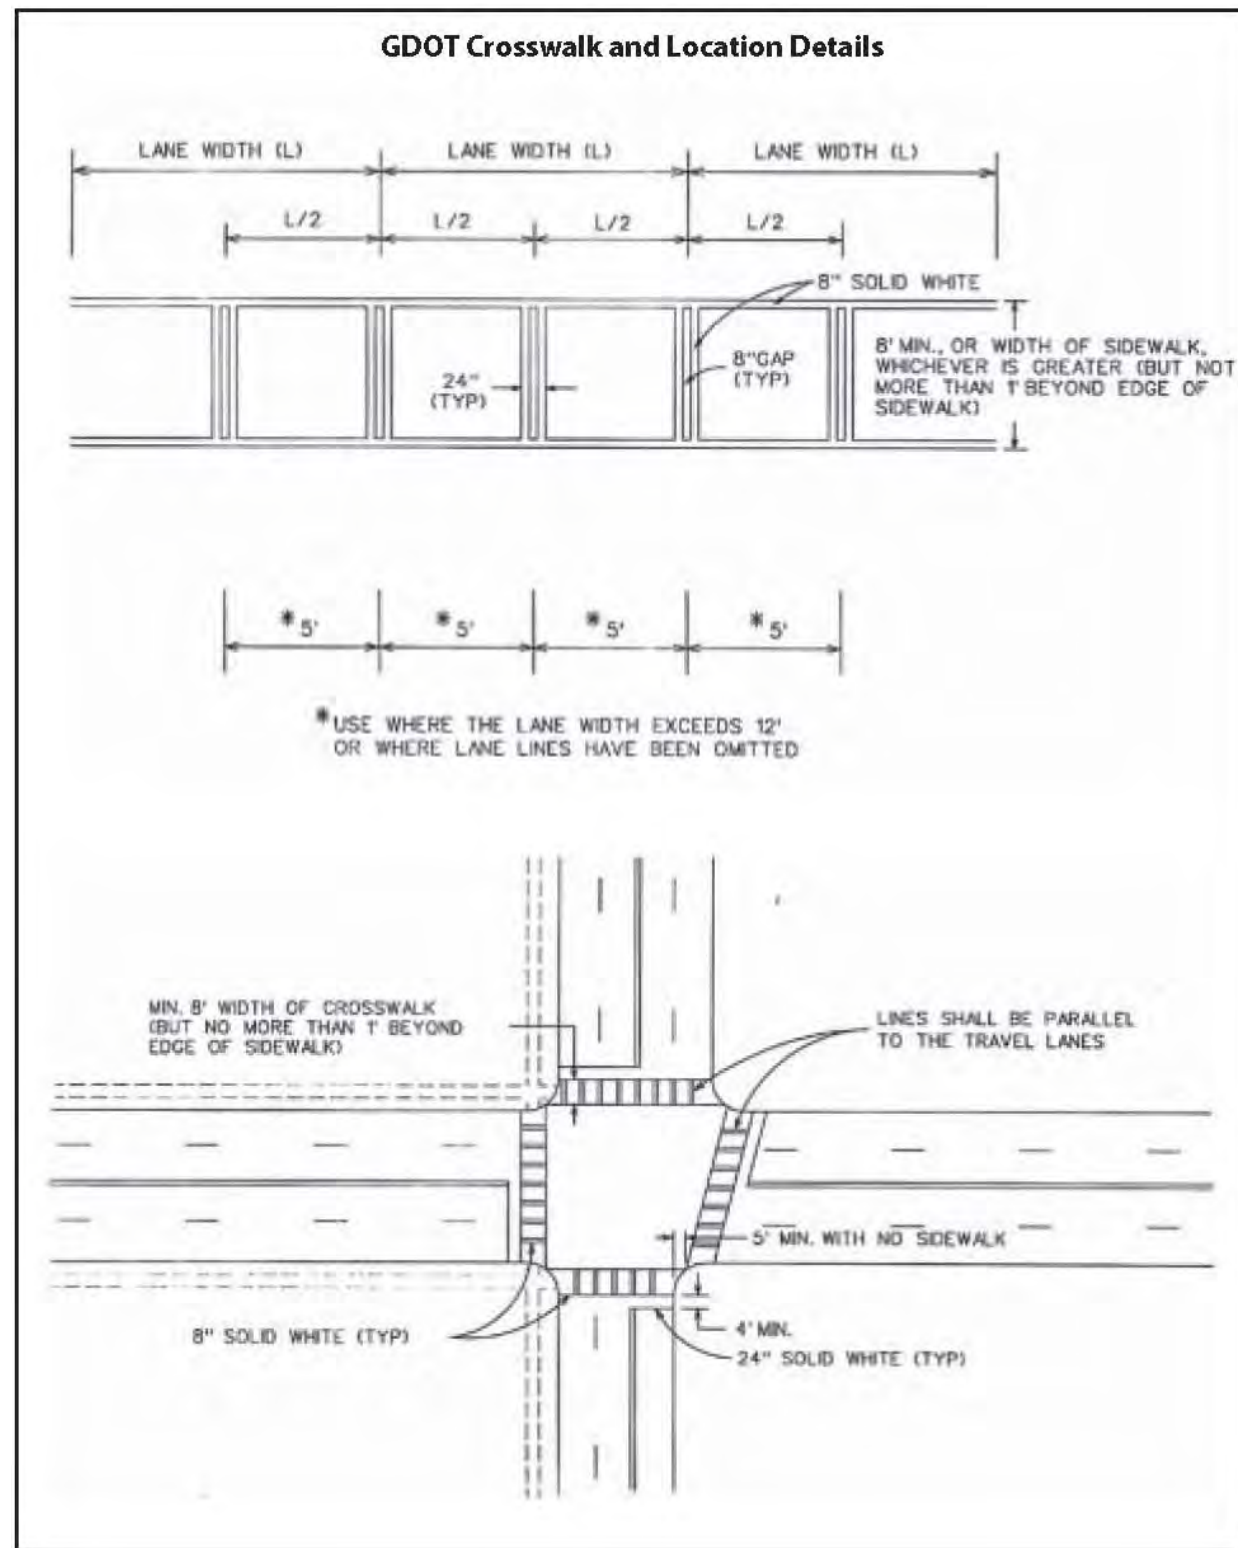 GDOT Crosswalk and Location Details
LANE WIDTH (L)
LANE WIDTH (L)
LANE WIDTH (L)
L/2
L/2
L/2
L/2
8" SOLID WHITE
24"
(TYP)
8"GAP
(TYP)
8' MIN., OR WIDTH OF SIDEWALK,
WHICHEVER IS GREATER (BUT NOT
MORE THAN 1' BEYOND EDGE OF
SIDEWALK)
*5'
*5'
*5'
*5'
*USE WHERE THE LANE WIDTH EXCEEDS 12'
OR WHERE LANE LINES HAVE BEEN OMITTED
MIN. 8' WIDTH OF CROSSWALK
(BUT NO MORE THAN 1' BEYOND
EDGE OF SIDEWALK)
LINES SHALL BE PARALLEL
TO THE TRAVEL LANES
5' MIN. WITH NO SIDEWALK
8" SOLID WHITE (TYP)
4' MIN.
24" SOLID WHITE (TYP)